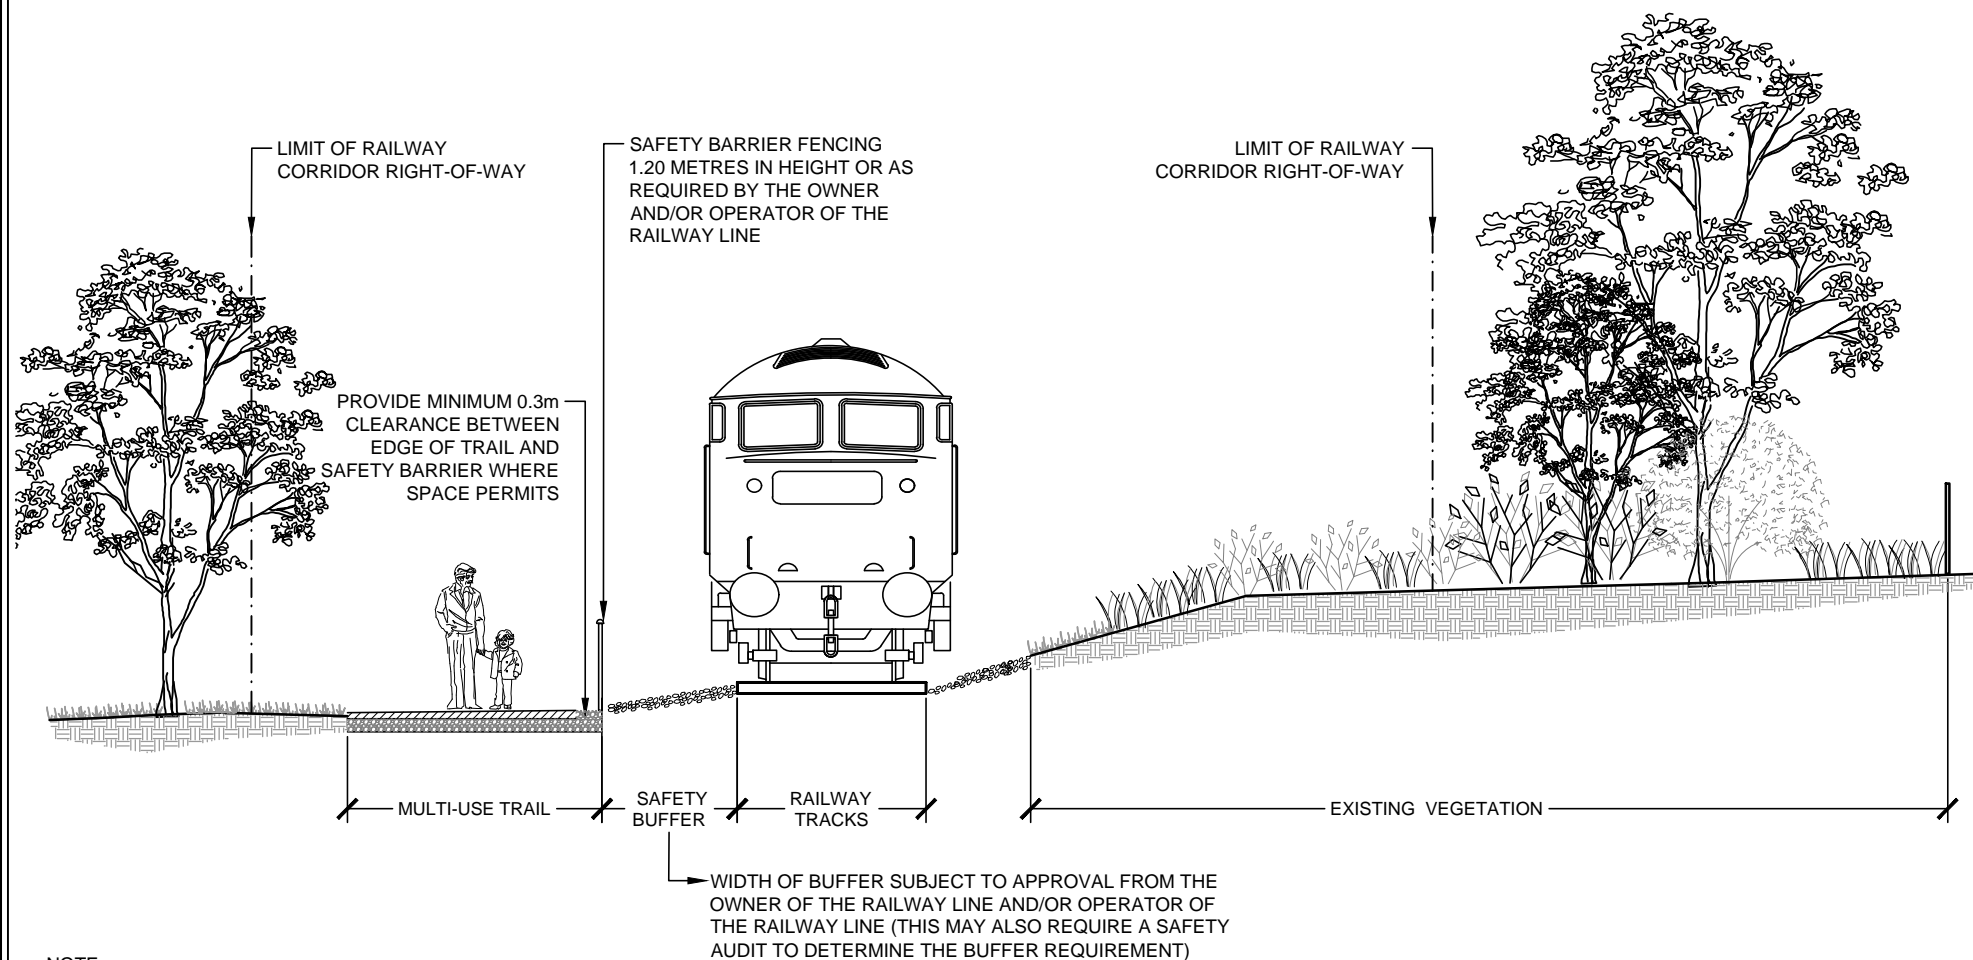 LIMIT OF RAILWAY
CORRIDOR RIGHT-OF-WAY
SAFETY BARRIER FENCING
1.20 METRES IN HEIGHT OR AS
REQUIRED BY THE OWNER
AND/OR OPERATOR OF THE
RAILWAY LINE
LIMIT OF RAILWAY
CORRIDOR RIGHT-OF-WAY
PROVIDE MINIMUM 0.3m
CLEARANCE BETWEEN
EDGE OF TRAIL AND
SAFETY BARRIER WHERE
SPACE PERMITS
MULTI-USE TRAIL
SAFETY
BUFFER
RAILWAY
TRACKS
EXISTING VEGETATION
WIDTH OF BUFFER SUBJECT TO APPROVAL FROM THE
OWNER OF THE RAILWAY LINE AND/OR OPERATOR OF
THE RAILWAY LINE (THIS MAY ALSO REQUIRE A SAFETY
AUDIT TO DETERMINE THE BUFFER REQUIREMENT)